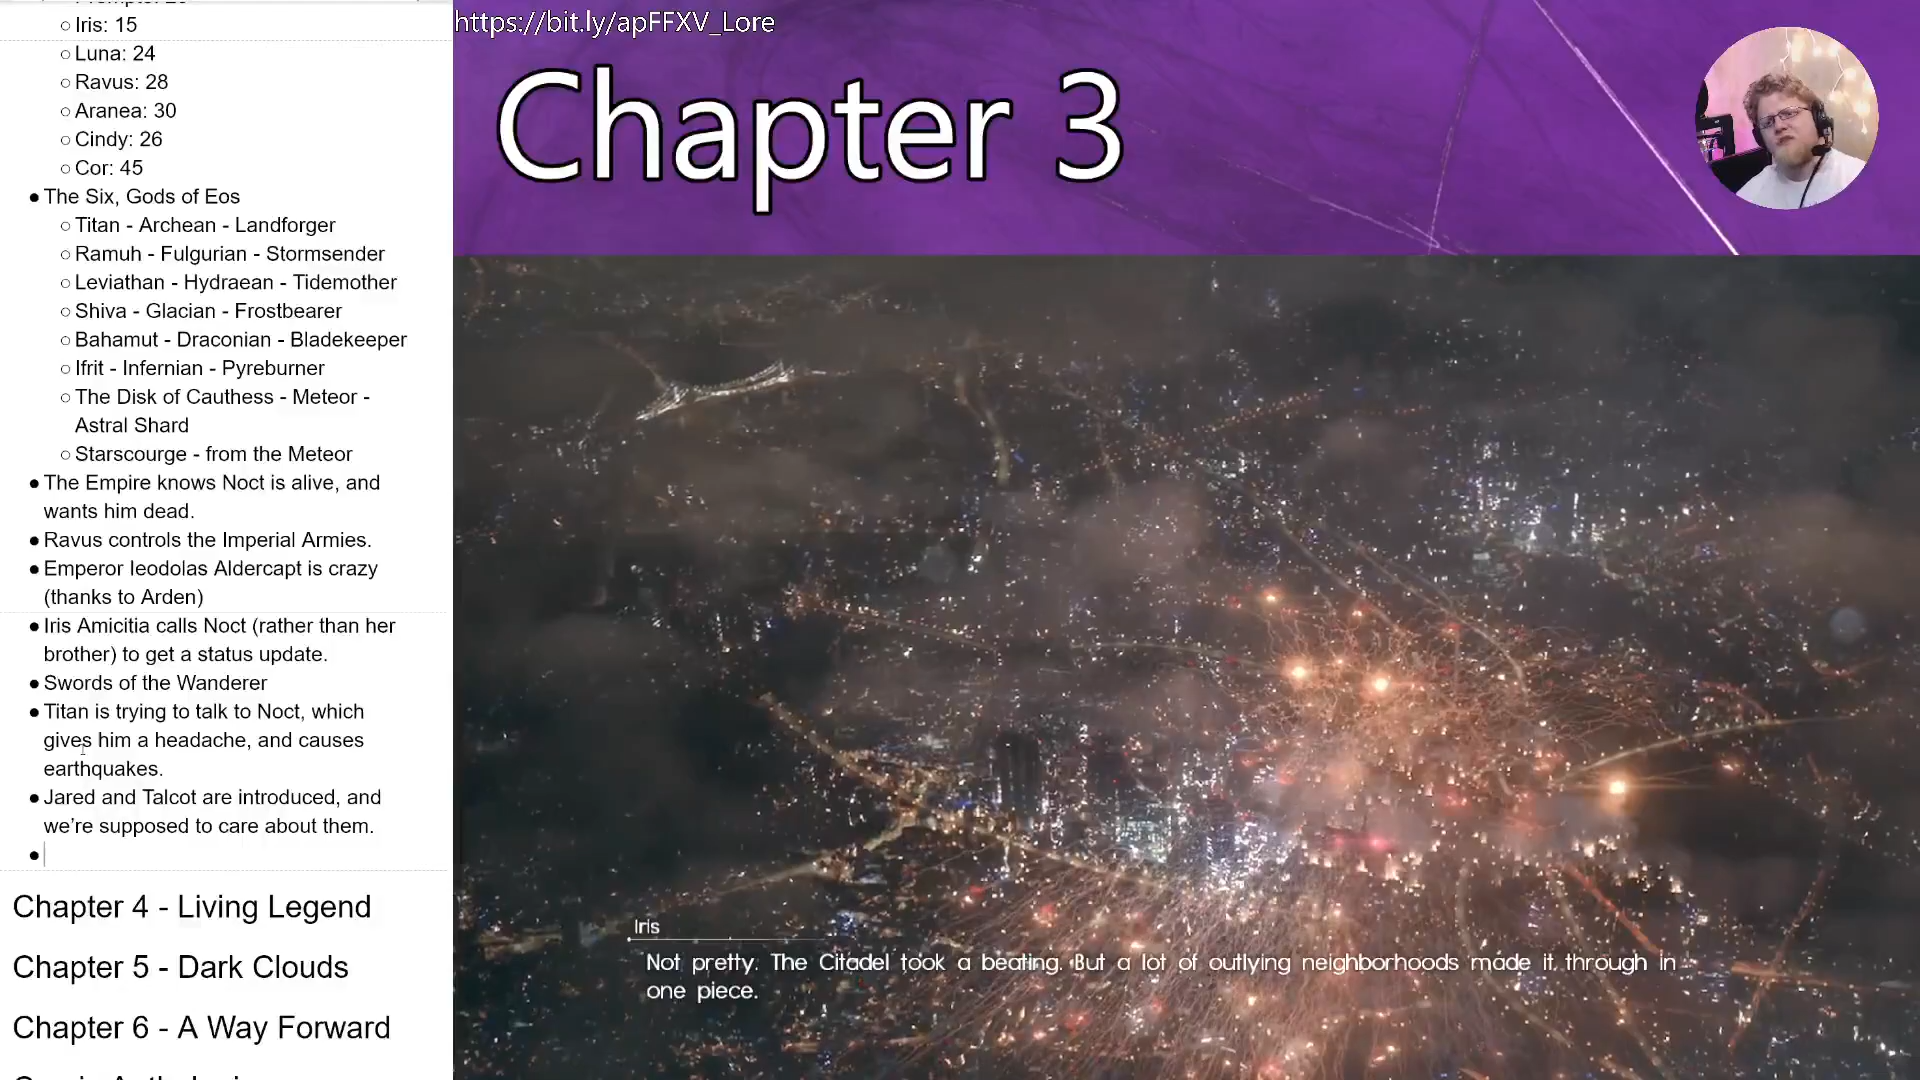 ○ Iris: 15
○ Luna: 24
○ Ravus: 28
○ Aranea: 30
○ Cindy: 26
○ Cor: 45
● The Six, Gods of Eos
○ Titan - Archean - Landforger
○ Ramuh - Fulgurian - Stormsender
○ Leviathan - Hydraean - Tidemother
○ Shiva - Glacian - Frostbearer
○ Bahamut - Draconian - Bladekeeper
○ Ifrit - Infernian - Pyreburner
○ The Disk of Cauthess - Meteor -
Astral Shard
○ Starscourge - from the Meteor
● The Empire knows Noct is alive, and
wants him dead.
● Ravus controls the Imperial Armies.
● Emperor Ieodolas Aldercapt is crazy
(thanks to Arden)
● Iris Amicitia calls Noct (rather than her
brother) to get a status update.
● Swords of the Wanderer
● Titan is trying to talk to Noct, which
gives him a headache, and causes
earthquakes.
● Jared and Talcot are introduced, and
we're supposed to care about them.
●
Chapter 4 - Living Legend
Chapter 5 - Dark Clouds
Chapter 6 - A Way Forward
https://bit.ly/apFFXV_Lore
Chapter 3
Iris
Not pretty. The Citadel took a beating. But a lot of outlying neighborhoods made it through in
one piece.